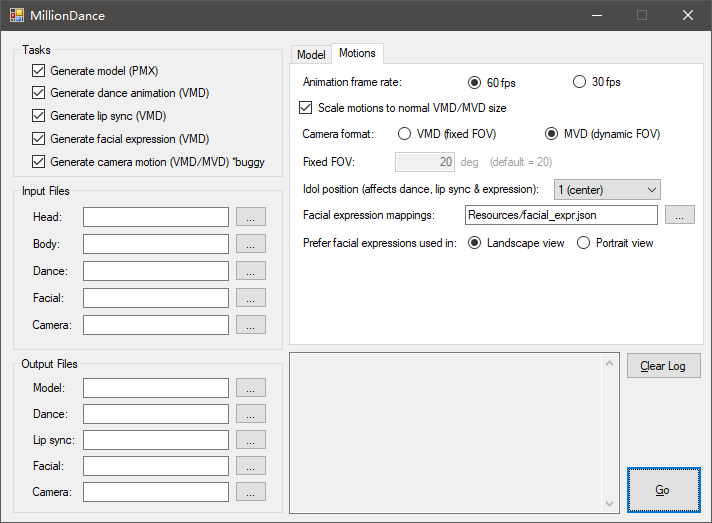 MillionDance
Tasks
Generate model (PMX)
Generate dance animation (VMD)
Generate lip sync (VMD)
Generate facial expression (VMD)
Generate camera motion (VMD/MVD) *buggy
Input Files
Head: ...
Body: ...
Dance: ...
Facial: ...
Camera: ...
Output Files
Model: ...
Dance: ...
Lip sync: ...
Facial: ...
Camera: ...
Model Motions
Animation frame rate: 60 fps 30 fps
Scale motions to normal VMD/MVD size
Camera format: VMD (fixed FOV) MVD (dynamic FOV)
Fixed FOV: 20 deg (default = 20)
Idol position (affects dance, lip sync & expression): 1 (center)
Facial expression mappings: Resources/facial_expr.json ...
Prefer facial expressions used in: Landscape view Portrait view
Clear Log
Go